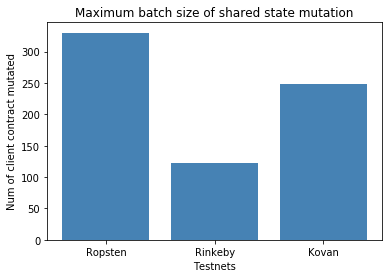 Maximum batch size of shared state mutation
Num of client contract mutated
300
250
200
150
100
50
0
Ropsten Rinkeby Kovan
Testnets